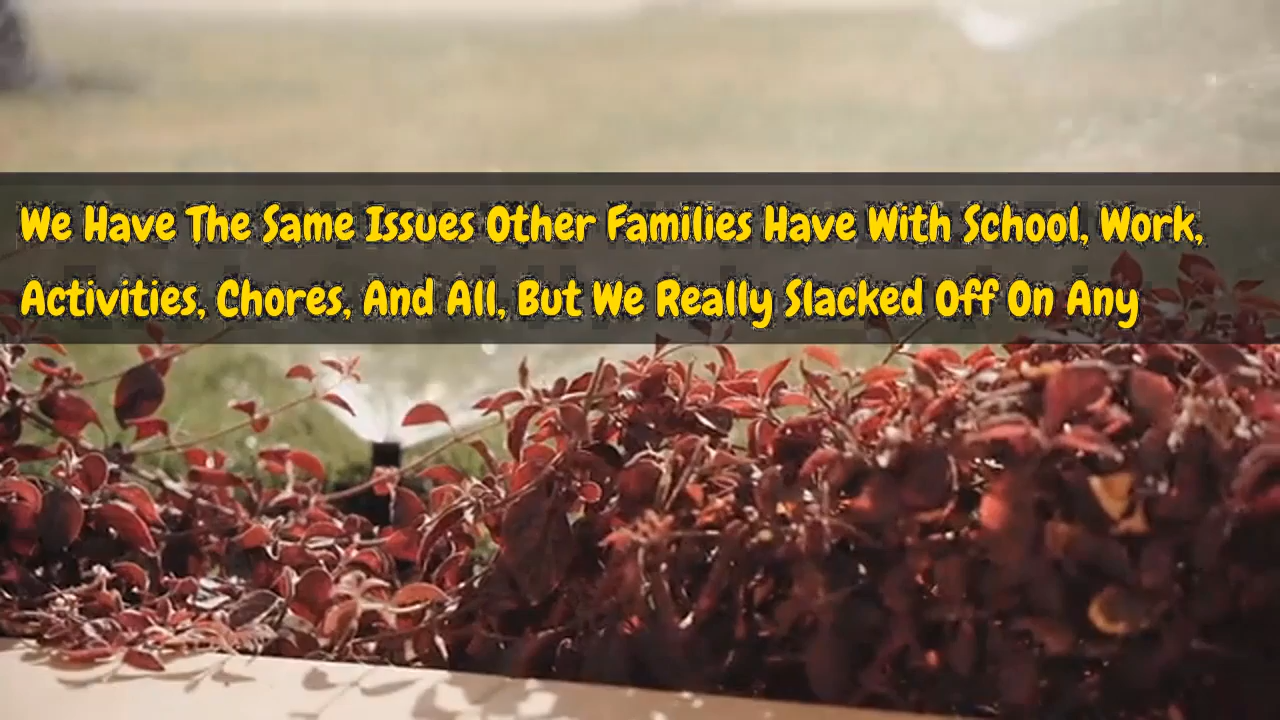 We Have The Same Issues Other Families Have With School, Work,
Activities, Chores, And All, But We Really Slacked Off On Any